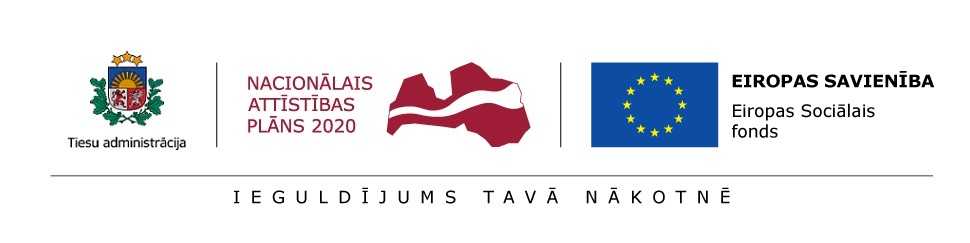 Tiesu administrācija
NACIONĀLAIS
ATTĪSTĪBAS
PLĀNS 2020
EIROPAS SAVIENĪBA
Eiropas Sociālais
fonds
IEGULDĪJUMS TAVĀ NĀKOTNĒ